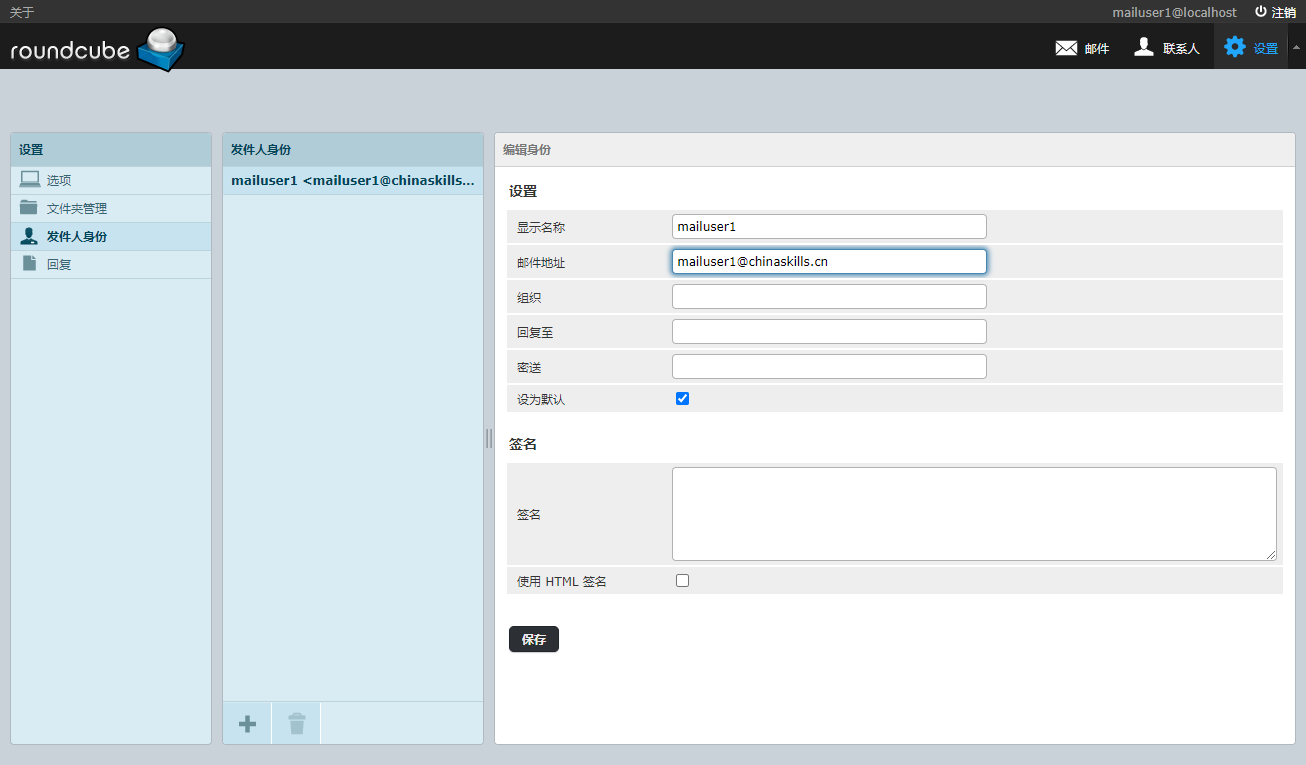 关于
mailuser1@localhost 注销
roundcube
邮件 联系人 设置
设置
选项
文件夹管理
发件人身份
回复
发件人身份
mailuser1 <mailuser1@chinaskills...
编辑身份
设置
显示名称 mailuser1
邮件地址 mailuser1@chinaskills.cn
组织
回复至
密送
设为默认
签名
签名
使用 HTML 签名
保存